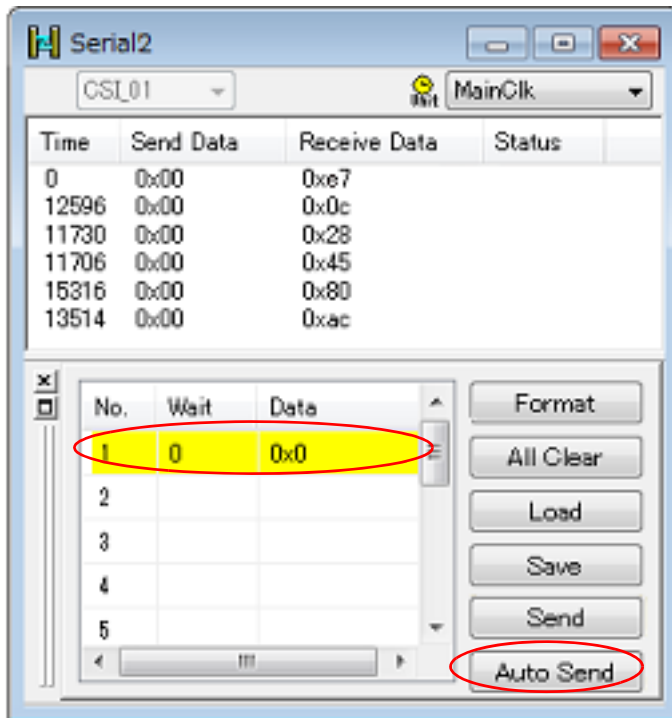 Serial2
CSI_01 Unit MainClk
Time Send Data Receive Data Status
0 0x00 0xe7
12596 0x00 0x0c
11730 0x00 0x28
11706 0x00 0x45
15316 0x00 0x80
13514 0x00 0xac
No. Wait Data
1 0 0x0
2
3
4
5
Format
All Clear
Load
Save
Send
Auto Send